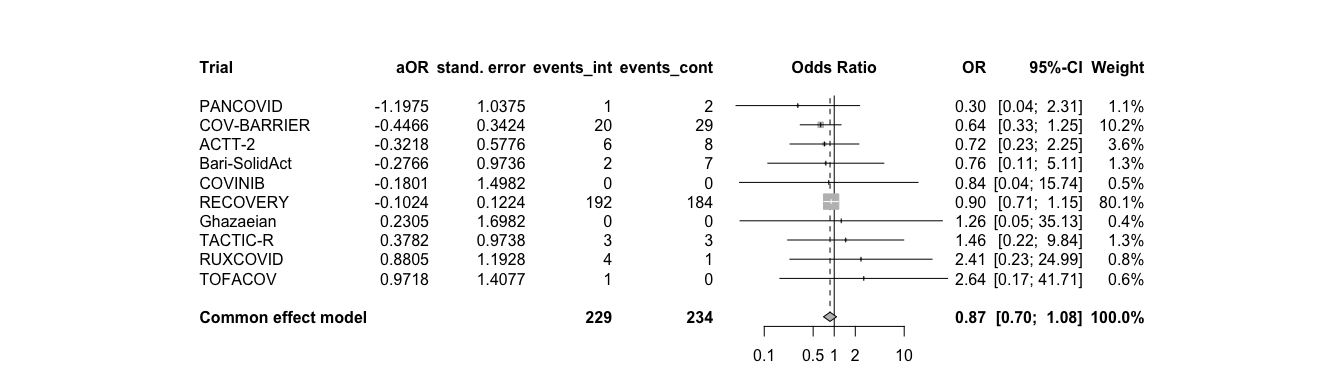 Trial aOR stand. error events_int events_cont Odds Ratio OR 95%-CI Weight
PANCOVID -1.1975 1.0375 1 2 0.30 [0.04; 2.31] 1.1%
COV-BARRIER -0.4466 0.3424 20 29 0.64 [0.33; 1.25] 10.2%
ACTT-2 -0.3218 0.5776 6 8 0.72 [0.23; 2.25] 3.6%
Bari-SolidAct -0.2766 0.9736 2 7 0.76 [0.11; 5.11] 1.3%
COVINIB -0.1801 1.4982 0 0 0.84 [0.04; 15.74] 0.5%
RECOVERY -0.1024 0.1224 192 184 0.90 [0.71; 1.15] 80.1%
Ghazaeian 0.2305 1.6982 0 0 1.26 [0.05; 35.13] 0.4%
TACTIC-R 0.3782 0.9738 3 3 1.46 [0.22; 9.84] 1.3%
RUXCOVID 0.8805 1.1928 4 1 2.41 [0.23; 24.99] 0.8%
TOFACOV 0.9718 1.4077 1 0 2.64 [0.17; 41.71] 0.6%
Common effect model 229 234 0.87 [0.70; 1.08] 100.0%
0.1 0.5 1 2 10